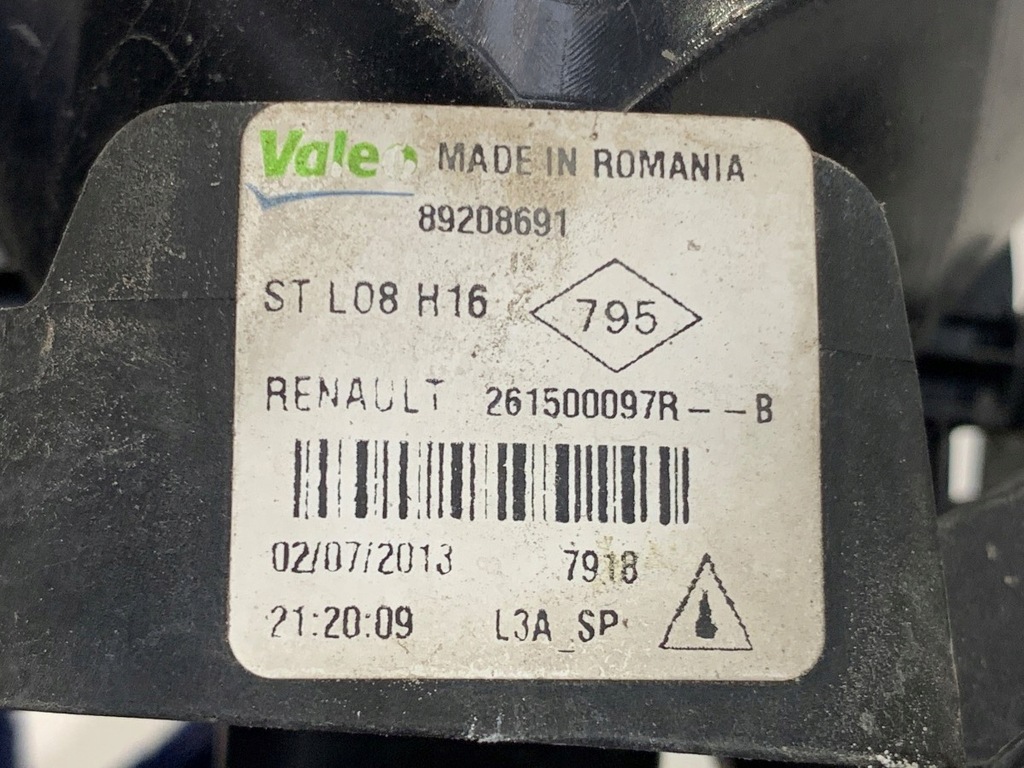 Valeo MADE IN ROMANIA
89208691
ST L08 H16 795
RENAULT 261500097R--B
02/07/2013 7918
21:20:09 L3A_SP